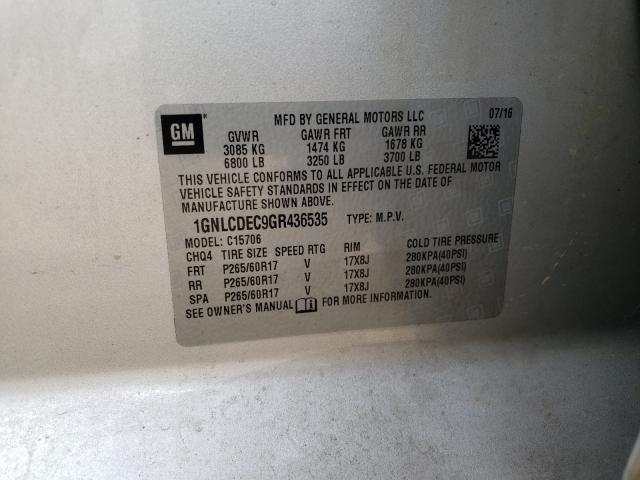 GM
MFD BY GENERAL MOTORS LLC 07/16
GVWR GAWR FRT GAWR RR
3085 KG 1474 KG 1678 KG
6800 LB 3250 LB 3700 LB
THIS VEHICLE CONFORMS TO ALL APPLICABLE U.S. FEDERAL MOTOR
VEHICLE SAFETY STANDARDS IN EFFECT ON THE DATE OF
MANUFACTURE SHOWN ABOVE.
1GNLCDEC9GR436535 TYPE: M.P.V.
MODEL: C15706
CHQ4 TIRE SIZE SPEED RTG RIM COLD TIRE PRESSURE
FRT P265/60R17 V 17X8J 280KPA(40PSI)
RR P265/60R17 V 17X8J 280KPA(40PSI)
SPA P265/60R17 V 17X8J 280KPA(40PSI)
SEE OWNER'S MANUAL FOR MORE INFORMATION.